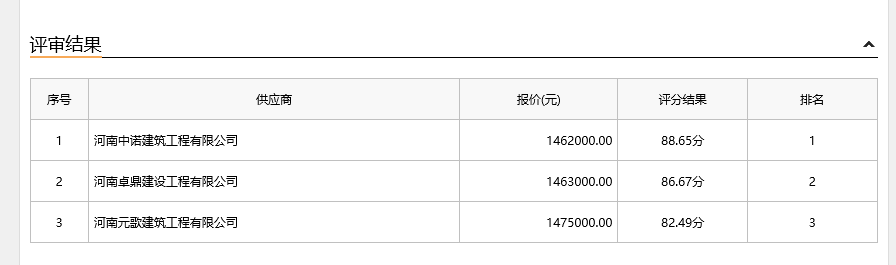 评审结果
序号 供应商 报价(元) 评分结果 排名
1 河南中诺建筑工程有限公司 1462000.00 88.65分 1
2 河南卓鼎建设工程有限公司 1463000.00 86.67分 2
3 河南元歌建筑工程有限公司 1475000.00 82.49分 3